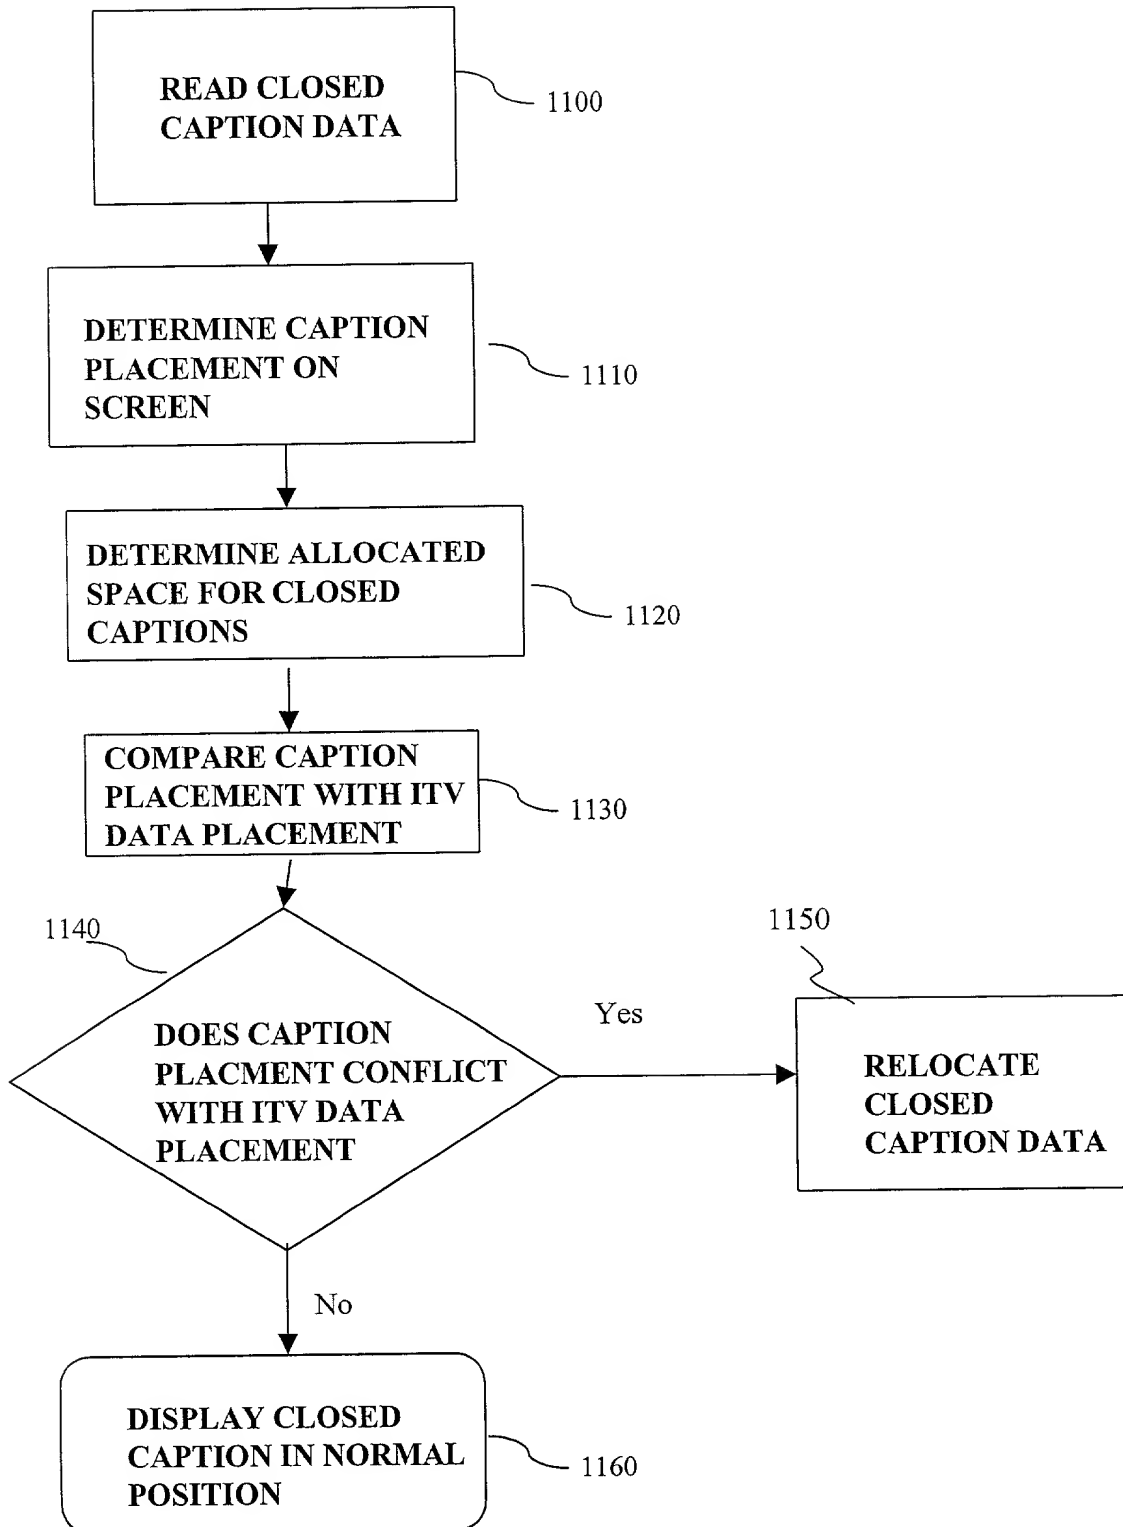 READ CLOSED
CAPTION DATA
1100
DETERMINE CAPTION
PLACEMENT ON
SCREEN
1110
DETERMINE ALLOCATED
SPACE FOR CLOSED
CAPTIONS
1120
COMPARE CAPTION
PLACEMENT WITH ITV
DATA PLACEMENT
1130
1140
DOES CAPTION
PLACMENT CONFLICT
WITH ITV DATA
PLACEMENT
Yes
1150
RELOCATE
CLOSED
CAPTION DATA
No
DISPLAY CLOSED
CAPTION IN NORMAL
POSITION
1160